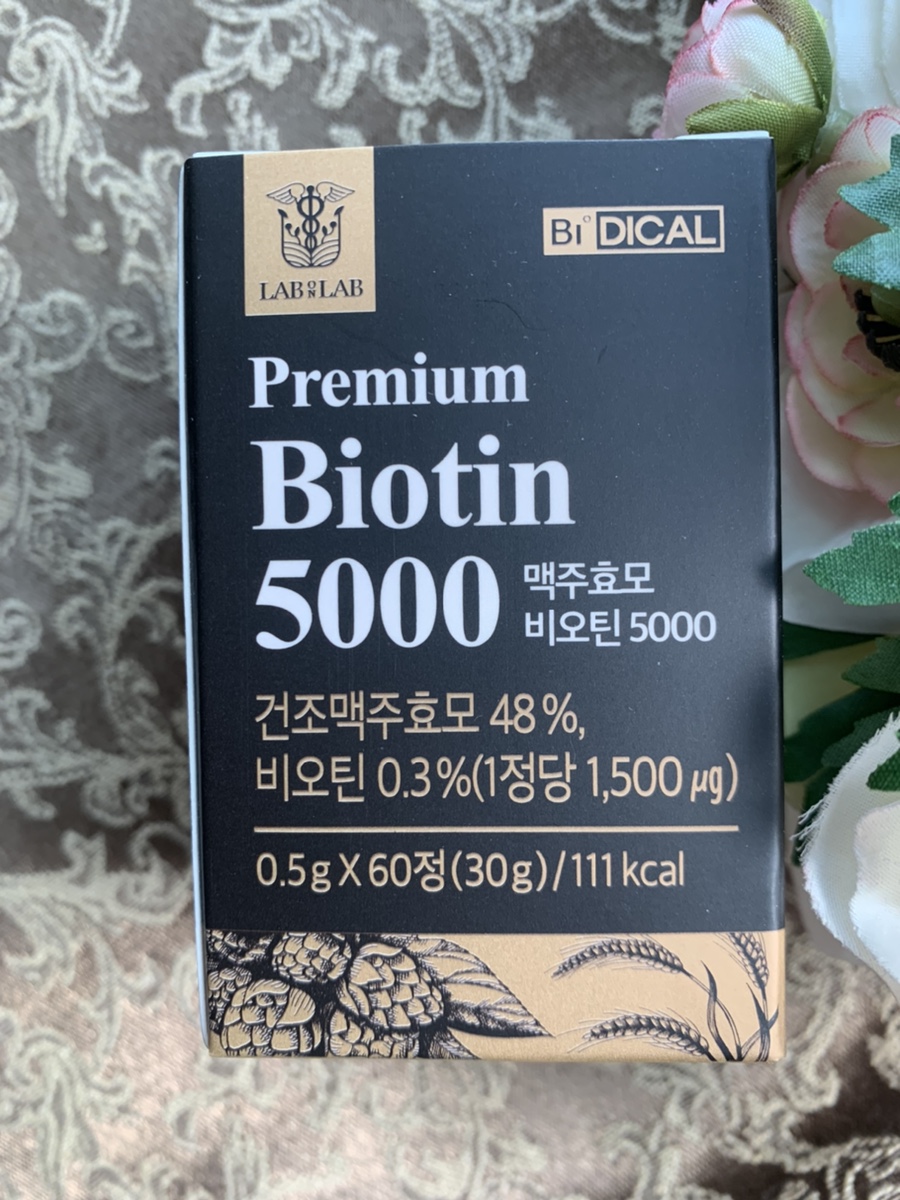 LAB ON LAB
Bi°DICAL
Premium
Biotin
5000
맥주효모
비오틴 5000
건조맥주효모 48%,
비오틴 0.3%(1정당 1,500 μg)
0.5g X 60정(30g)/111 kcal